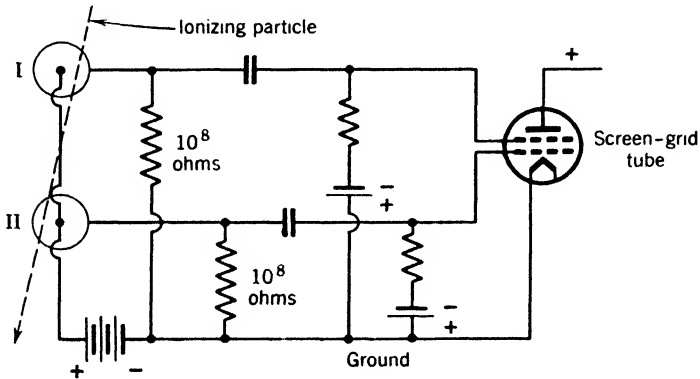 Ionizing particle
I
+
10⁸
ohms
Screen-grid
tube
-
+
II
10⁸
ohms
-
+
Ground
+ -